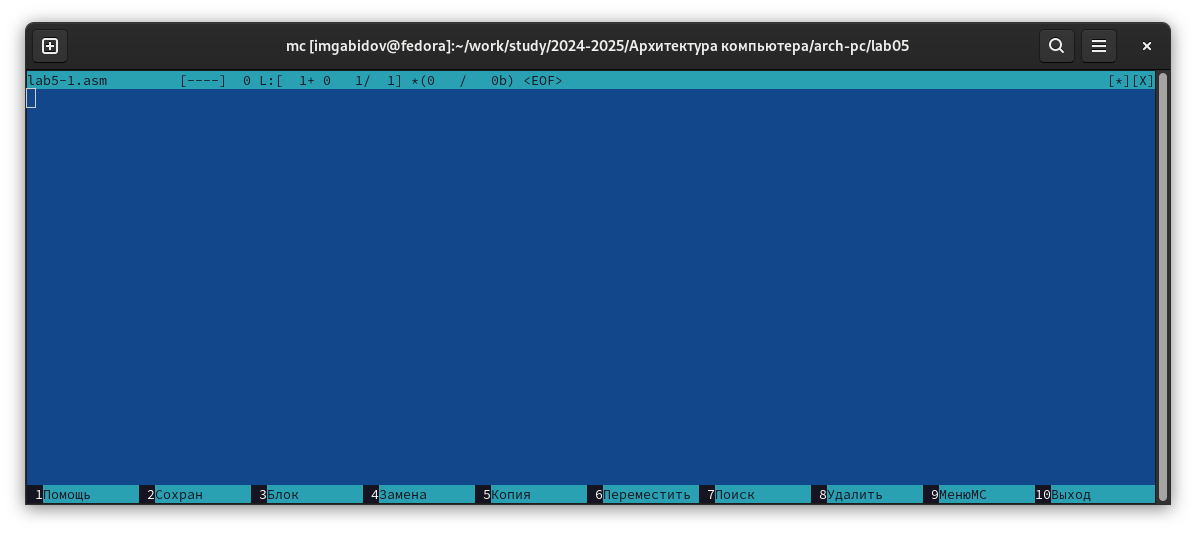 mc [imgabidov@fedora]:~/work/study/2024-2025/Архитектура компьютера/arch-pc/lab05
lab5-1.asm [----] 0 L:[ 1+ 0 1/ 1] *(0 / 0b) <EOF> [*][X]
1Помощь 2Сохран 3Блок 4Замена 5Копия 6Переместить 7Поиск 8Удалить 9МенюМС 10Выход